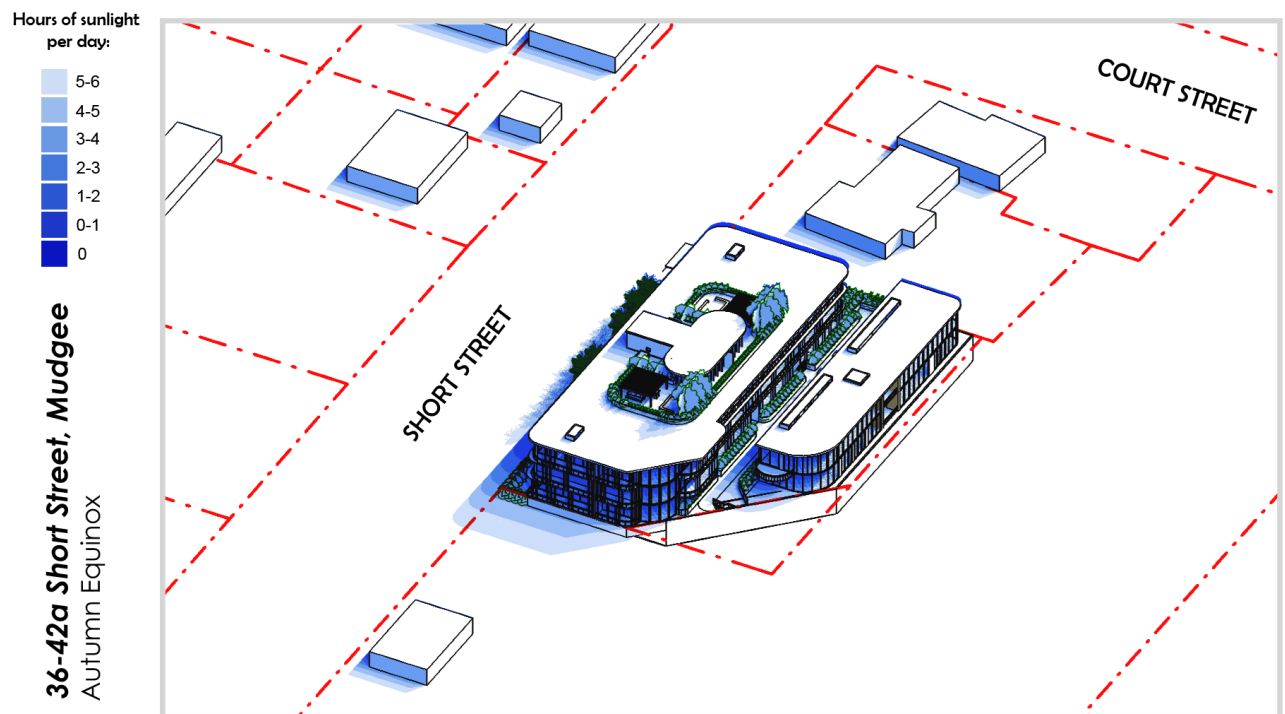 Hours of sunlight
per day:
5-6
4-5
3-4
2-3
1-2
0-1
0
36-42a Short Street, Mudgee
Autumn Equinox
SHORT STREET
COURT STREET